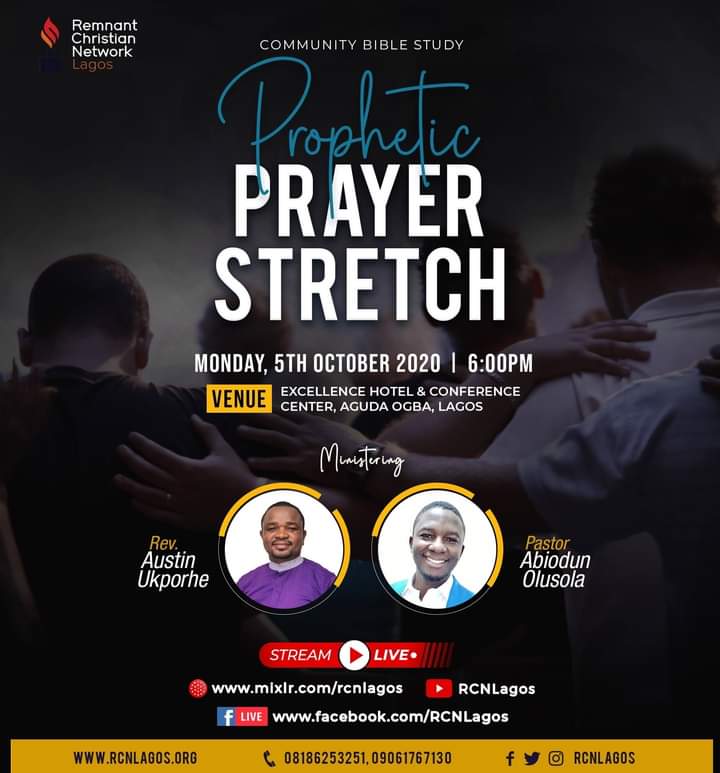 Remnant
Christian
Network
Lagos
COMMUNITY BIBLE STUDY
Prophetic
PRAYER
STRETCH
MONDAY, 5TH OCTOBER 2020 | 6:00PM
VENUE
EXCELLENCE HOTEL & CONFERENCE
CENTER, AGUDA OGBA, LAGOS
Ministering
Rev.
Austin
Ukporhe
Pastor
Abiodun
Olusola
STREAM LIVE
www.mixlr.com/rcnlagos
RCNLagos
f LIVE www.facebook.com/RCNLagos
WWW.RCNLAGOS.ORG
08186253251, 09061767130
RCNLAGOS